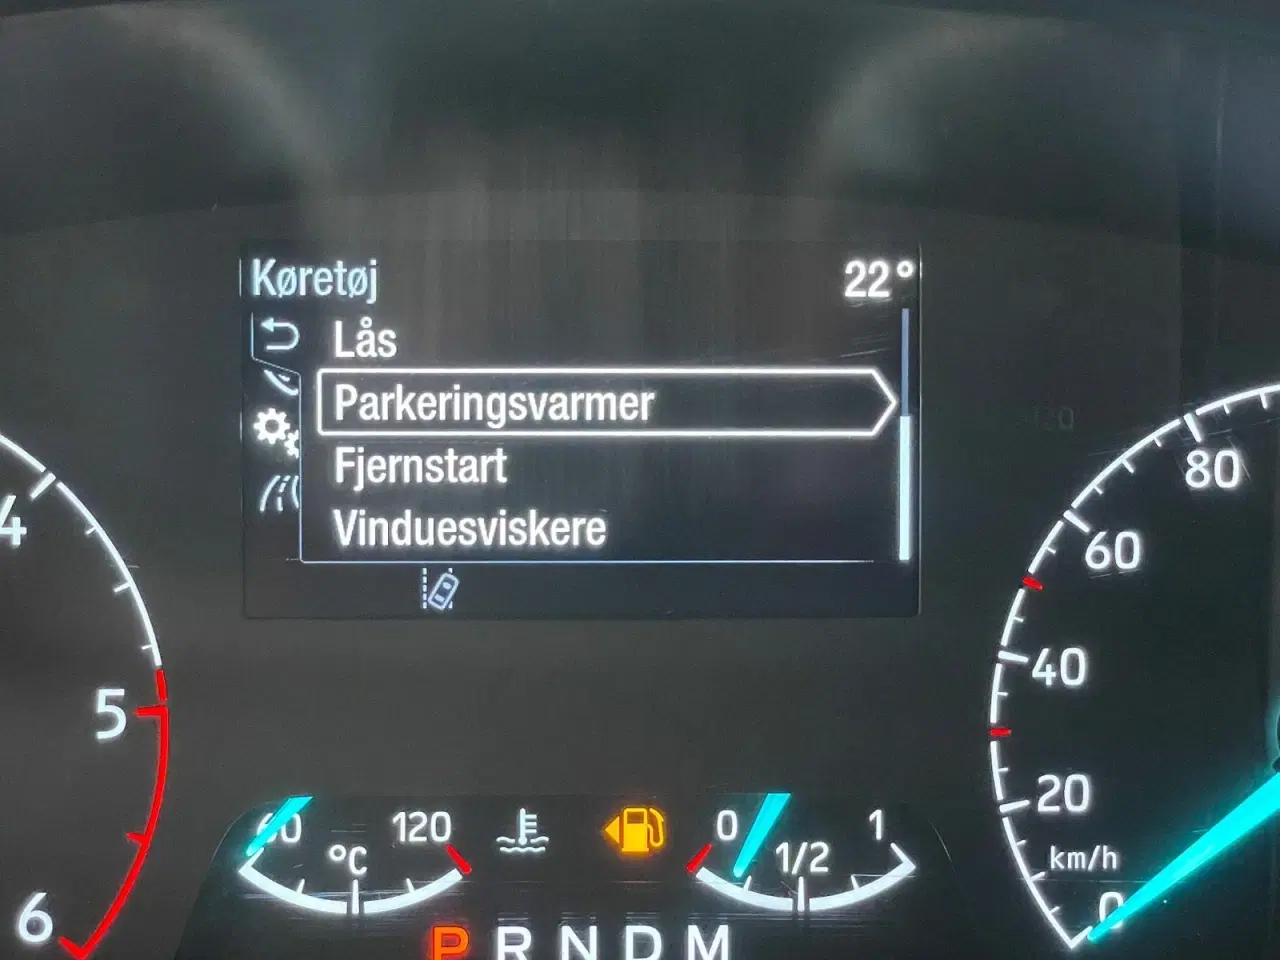 Køretøj 22°
Lås
Parkeringsvarmer
Fjernstart
Vinduesviskere
4
5
6
80
60
40
20
km/h
0
60 120
°C
0 1/2 1
P R N D M